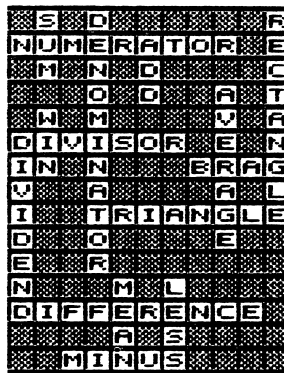 S D R
NUMERATOR E
M N D C
O D A T
W M V A
DIVISOR E N
IN N BRAG
V A A L
I TRIANGLE
D O E
E R
N M L
DIFFERENCE
A S
MINUS